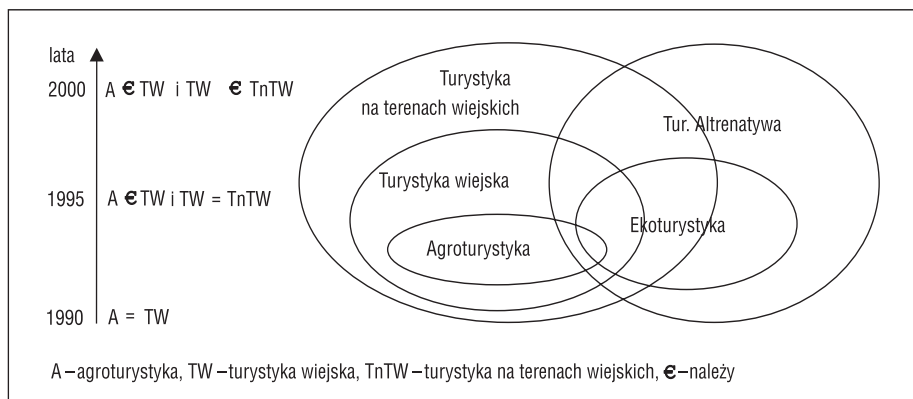 lata
2000 A € TW i TW € TnTW
1995 A € TW i TW = TnTW
1990 A = TW
Turystyka
na terenach wiejskich
Tur. Altrenatywa
Turystyka wiejska
Ekoturystyka
Agroturystyka
A – agroturystyka, TW – turystyka wiejska, TnTW – turystyka na terenach wiejskich, € – należy